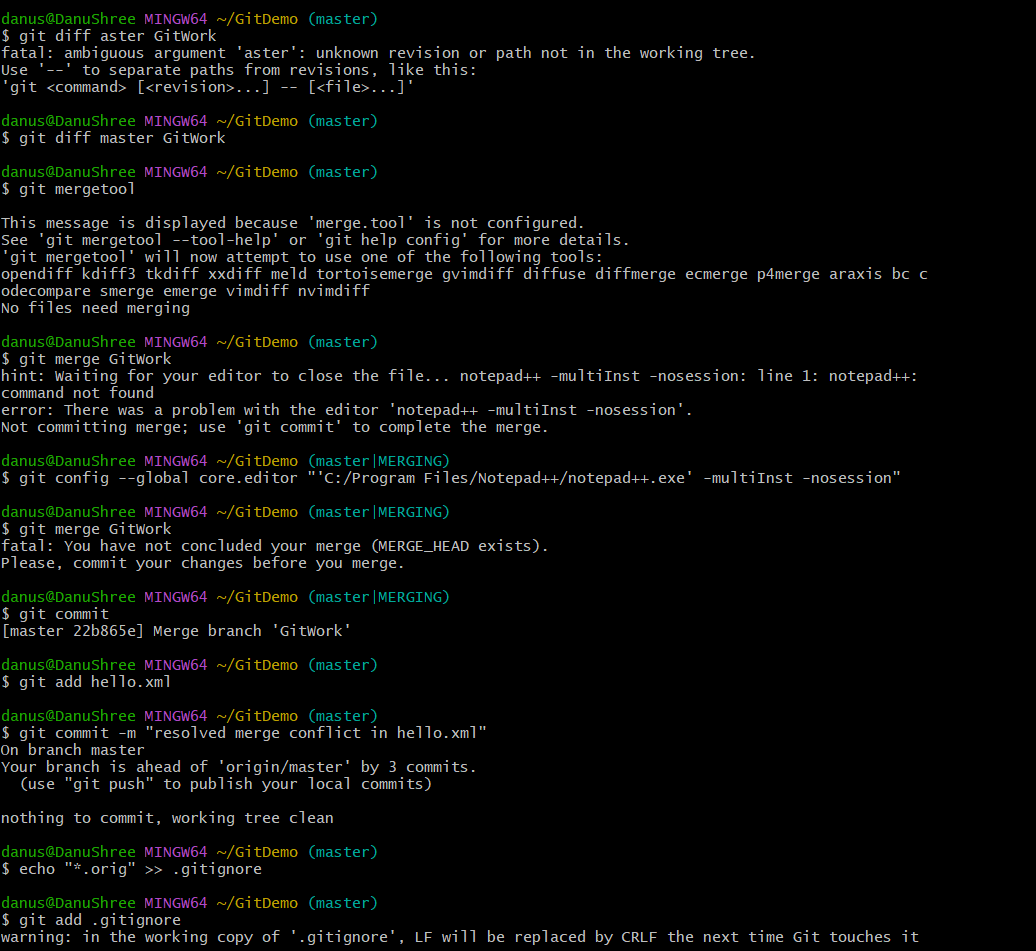 danus@DanuShree MINGW64 ~/GitDemo (master)
$ git diff aster GitWork
fatal: ambiguous argument 'aster': unknown revision or path not in the working tree.
Use '--' to separate paths from revisions, like this:
'git <command> [<revision>...] -- [<file>...]'
danus@DanuShree MINGW64 ~/GitDemo (master)
$ git diff master GitWork
danus@DanuShree MINGW64 ~/GitDemo (master)
$ git mergetool
This message is displayed because 'merge.tool' is not configured.
See 'git mergetool --tool-help' or 'git help config' for more details.
'git mergetool' will now attempt to use one of the following tools:
opendiff kdiff3 tkdiff xxdiff meld tortoisemerge gvimdiff diffuse diffmerge ecmerge p4merge araxis bc c
odecompare smerge emerge vimdiff nvimdiff
No files need merging
danus@DanuShree MINGW64 ~/GitDemo (master)
$ git merge GitWork
hint: Waiting for your editor to close the file... notepad++ -multiInst -nosession: line 1: notepad++:
command not found
error: There was a problem with the editor 'notepad++ -multiInst -nosession'.
Not committing merge; use 'git commit' to complete the merge.
danus@DanuShree MINGW64 ~/GitDemo (master|MERGING)
$ git config --global core.editor "'C:/Program Files/Notepad++/notepad++.exe' -multiInst -nosession"
danus@DanuShree MINGW64 ~/GitDemo (master|MERGING)
$ git merge GitWork
fatal: You have not concluded your merge (MERGE_HEAD exists).
Please, commit your changes before you merge.
danus@DanuShree MINGW64 ~/GitDemo (master|MERGING)
$ git commit
[master 22b865e] Merge branch 'GitWork'
danus@DanuShree MINGW64 ~/GitDemo (master)
$ git add hello.xml
danus@DanuShree MINGW64 ~/GitDemo (master)
$ git commit -m "resolved merge conflict in hello.xml"
On branch master
Your branch is ahead of 'origin/master' by 3 commits.
(use "git push" to publish your local commits)
nothing to commit, working tree clean
danus@DanuShree MINGW64 ~/GitDemo (master)
$ echo "*.orig" >> .gitignore
danus@DanuShree MINGW64 ~/GitDemo (master)
$ git add .gitignore
warning: in the working copy of '.gitignore', LF will be replaced by CRLF the next time Git touches it